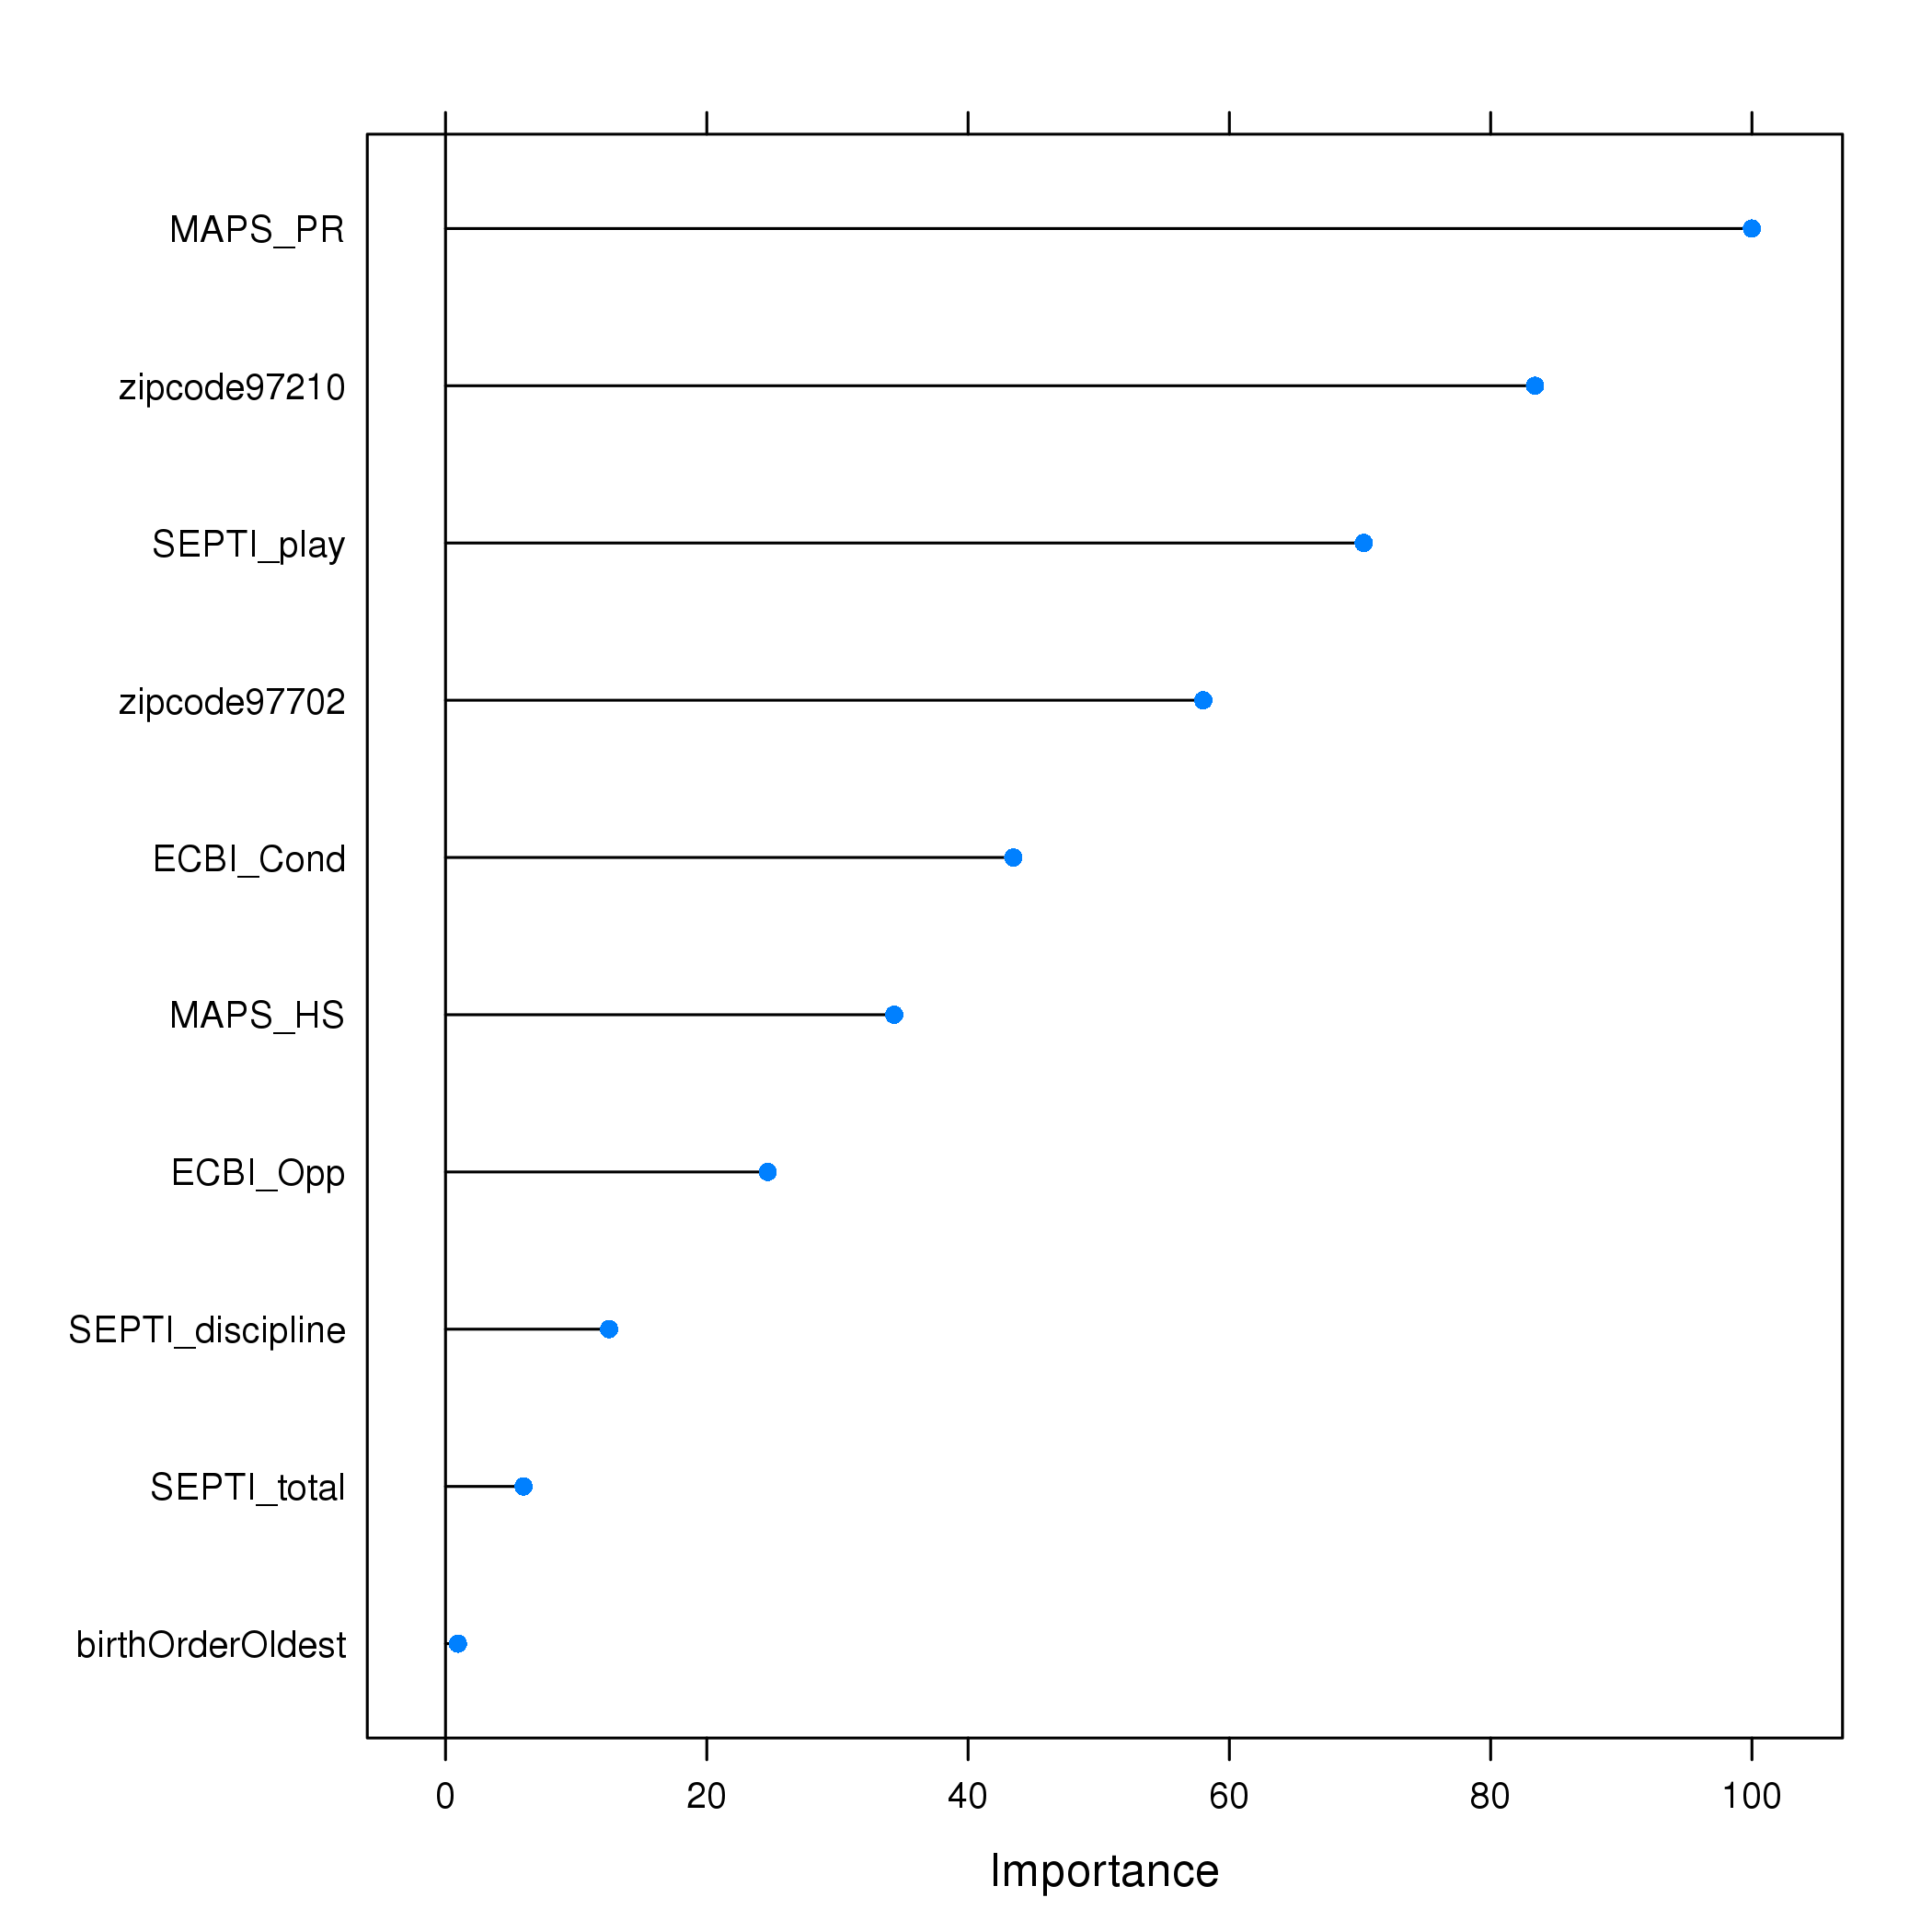 MAPS_PR
zipcode97210
SEPTI_play
zipcode97702
ECBI_Cond
MAPS_HS
ECBI_Opp
SEPTI_discipline
SEPTI_total
birthOrderOldest
0 20 40 60 80 100
Importance